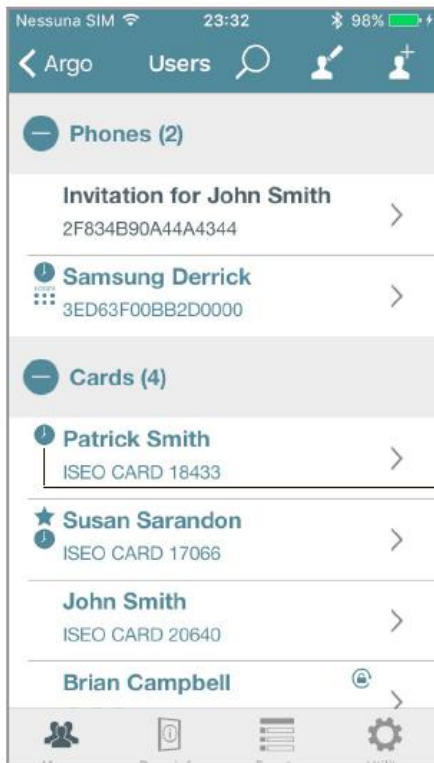 Nessuna SIM 23:32 98%
Argo Users
Phones (2)
Invitation for John Smith
2F834B90A44A4344
Samsung Derrick
3ED63F00BB2D0000
Cards (4)
Patrick Smith
ISEO CARD 18433
Susan Sarandon
ISEO CARD 17066
John Smith
ISEO CARD 20640
Brian Campbell